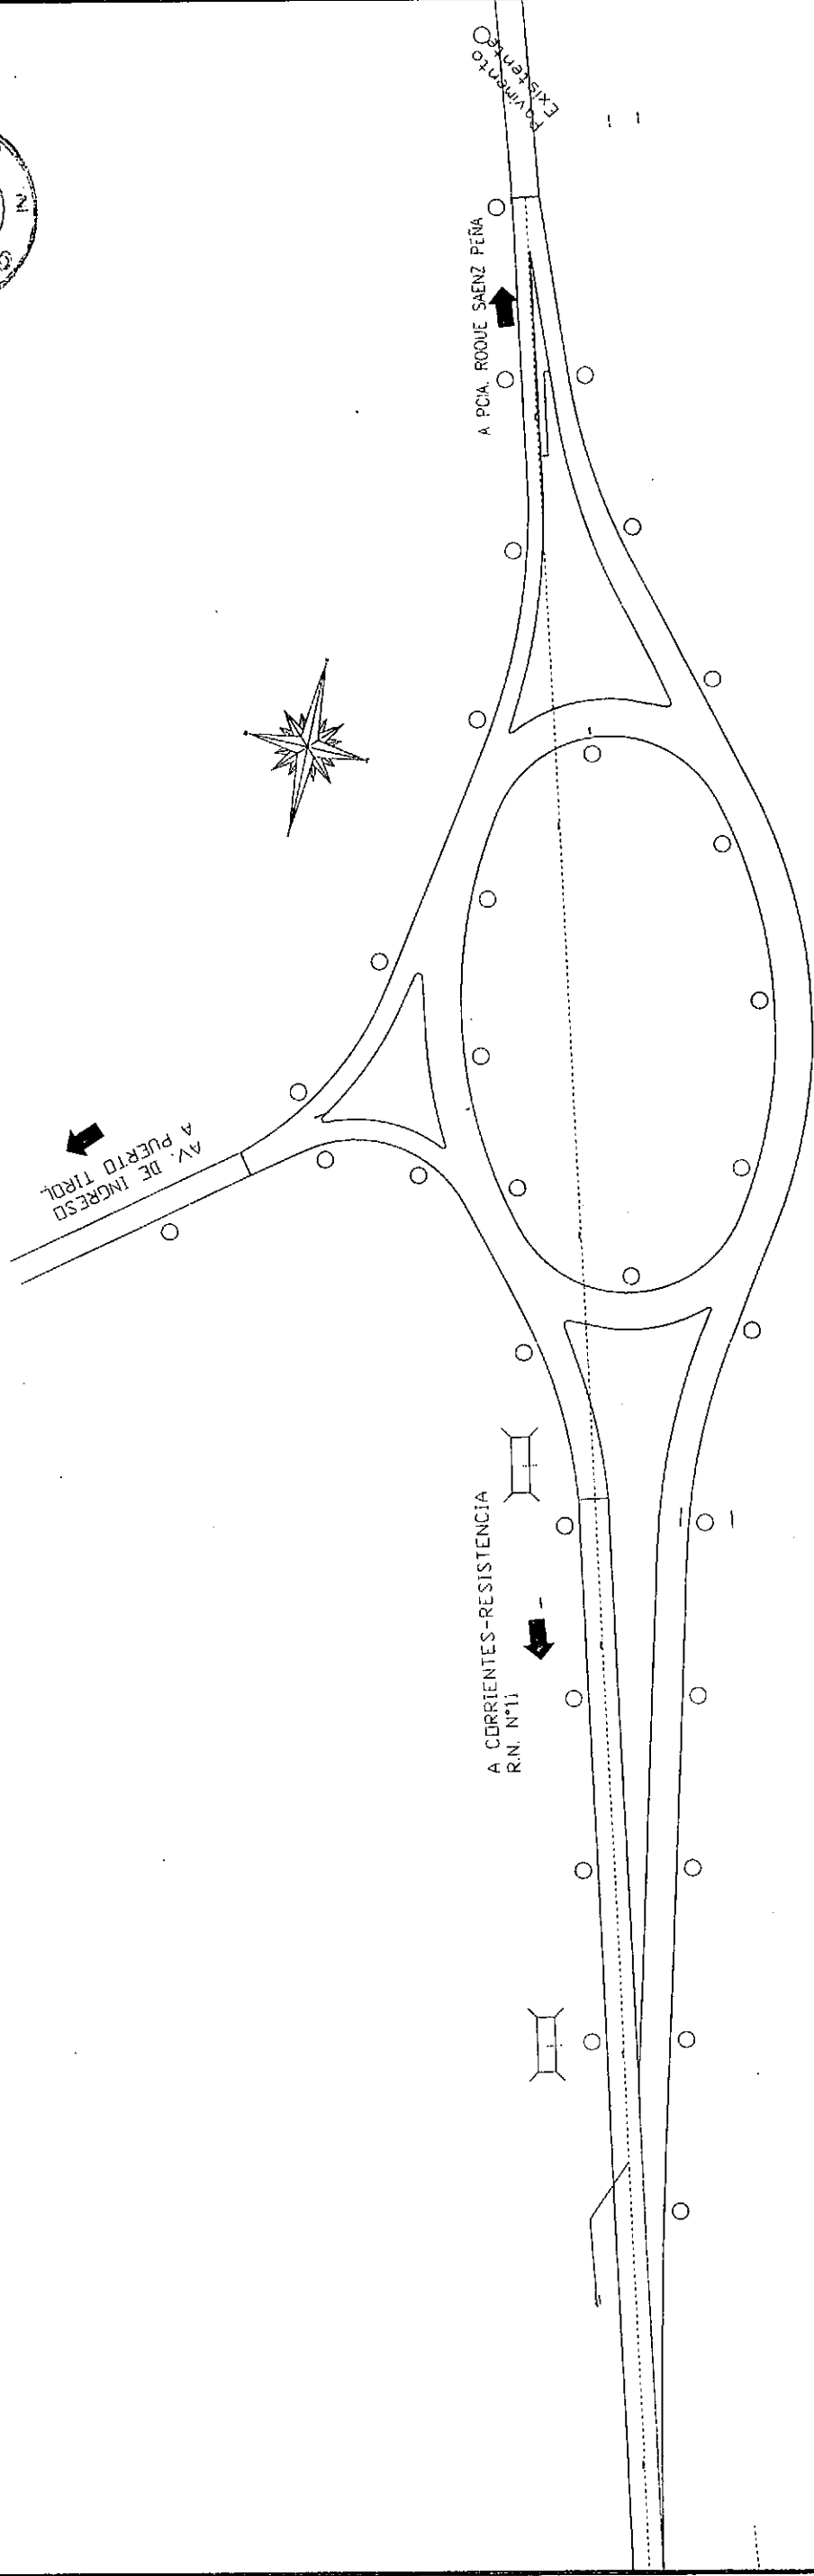 Pavimento
Existente
A PCIA. ROQUE SAENZ PEÑA
AV. DE INGRESO
A PUERTO TIROL
A CORRIENTES-RESISTENCIA
R.N. N°11